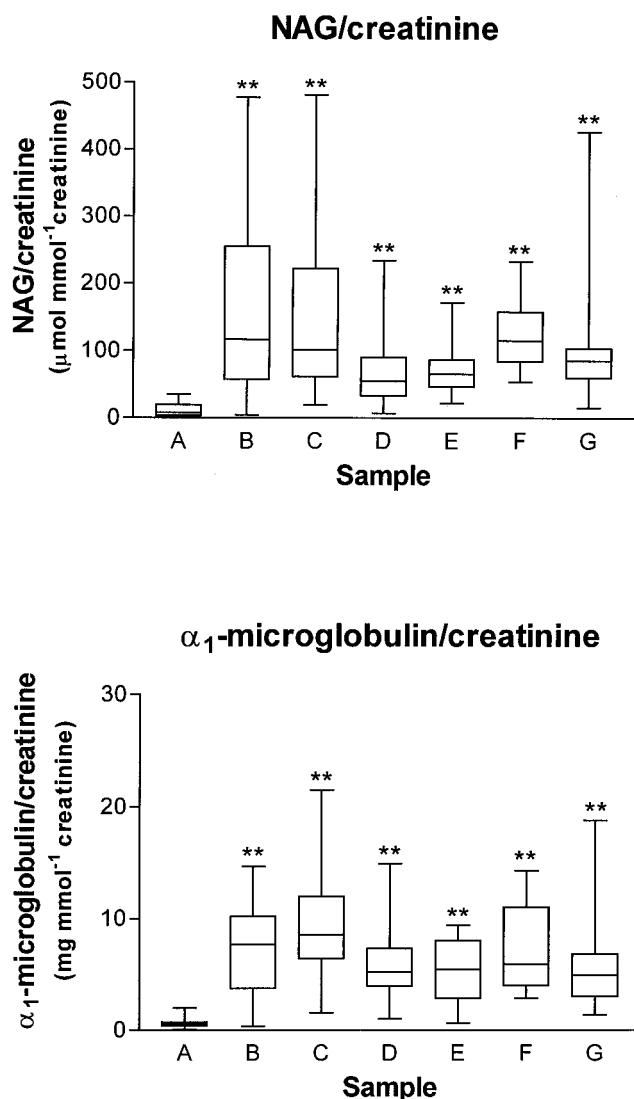 NAG/creatinine
NAG/creatinine
(μmol mmol⁻¹creatinine)
500
400
300
200
100
0
** ** ** ** ** **
A B C D E F G
Sample
α₁-microglobulin/creatinine
α₁-microglobulin/creatinine
(mg mmol⁻¹ creatinine)
30
20
10
0
** ** ** ** ** **
A B C D E F G
Sample